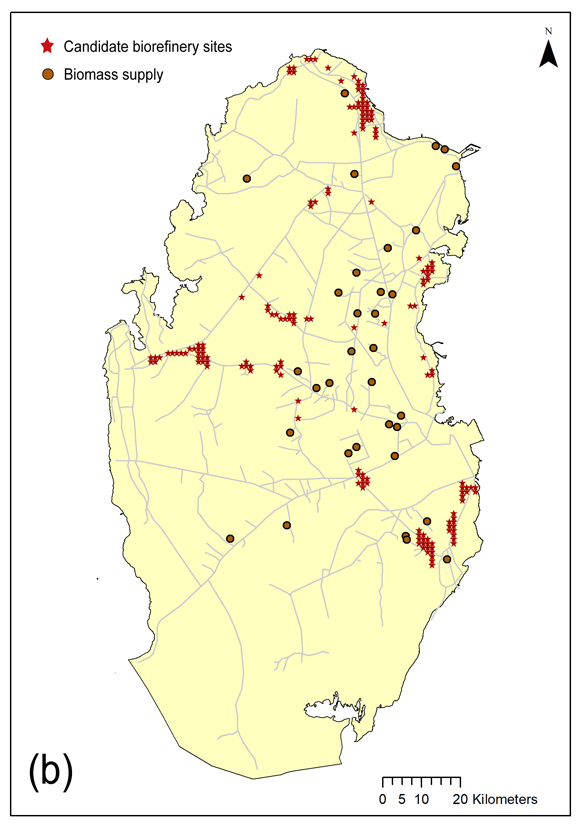 N
Candidate biorefinery sites
Biomass supply
(b)
0 5 10 20 Kilometers